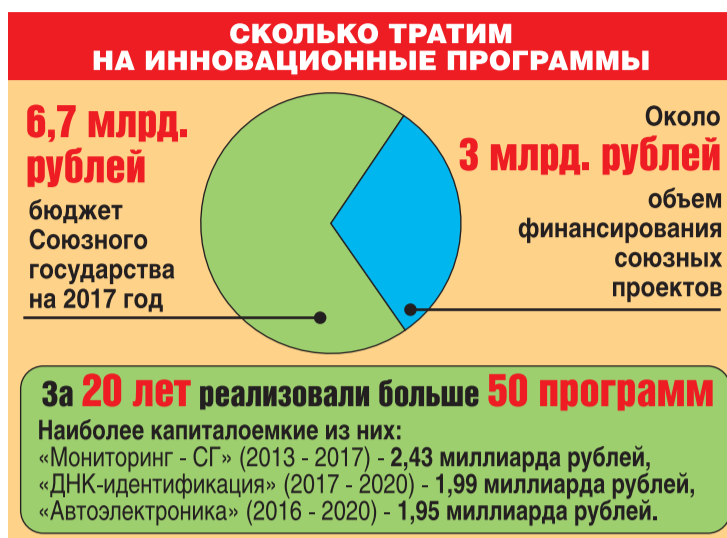 СКОЛЬКО ТРАТИМ
НА ИННОВАЦИОННЫЕ ПРОГРАММЫ
6,7 млрд.
рублей
бюджет
Союзного
государства
на 2017 год
Около
3 млрд. рублей
объем
финансирования
союзных
проектов
За 20 лет реализовали больше 50 программ
Наиболее капиталоемкие из них:
«Мониторинг - СГ» (2013 - 2017) - 2,43 миллиарда рублей,
«ДНК-идентификация» (2017 - 2020) - 1,99 миллиарда рублей,
«Автоэлектроника» (2016 - 2020) - 1,95 миллиарда рублей.